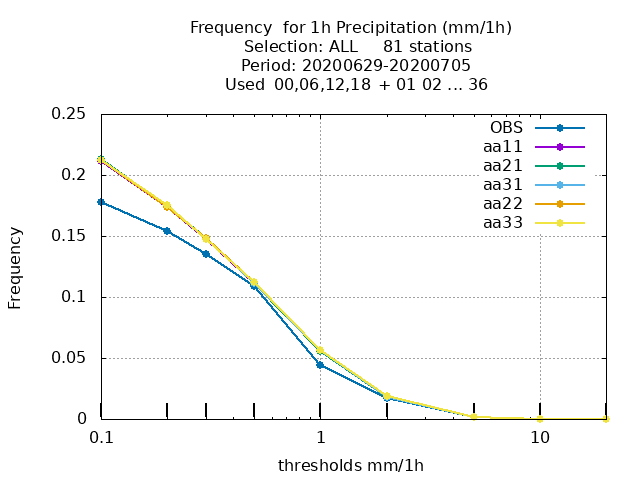 Frequency  for 1h Precipitation (mm/1h)
Selection: ALL     81 stations
Period: 20200629-20200705
Used  00,06,12,18  + 01 02 ... 36
0.25
0.2
0.15
0.1
0.05
0
Frequency
OBS
aa11
aa21
aa31
aa22
aa33
0.1 1 10
thresholds mm/1h